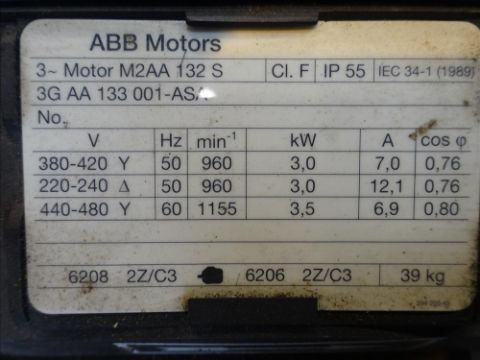 ABB Motors
3~ Motor M2AA 132 S Cl. F IP 55 IEC 34-1 (1989)
3G AA 133 001-ASA
No.
V Hz min⁻¹ kW A cos φ
380-420 Y 50 960 3,0 7,0 0,76
220-240 Δ 50 960 3,0 12,1 0,76
440-480 Y 60 1155 3,5 6,9 0,80
6208 2Z/C3 6206 2Z/C3 39 kg